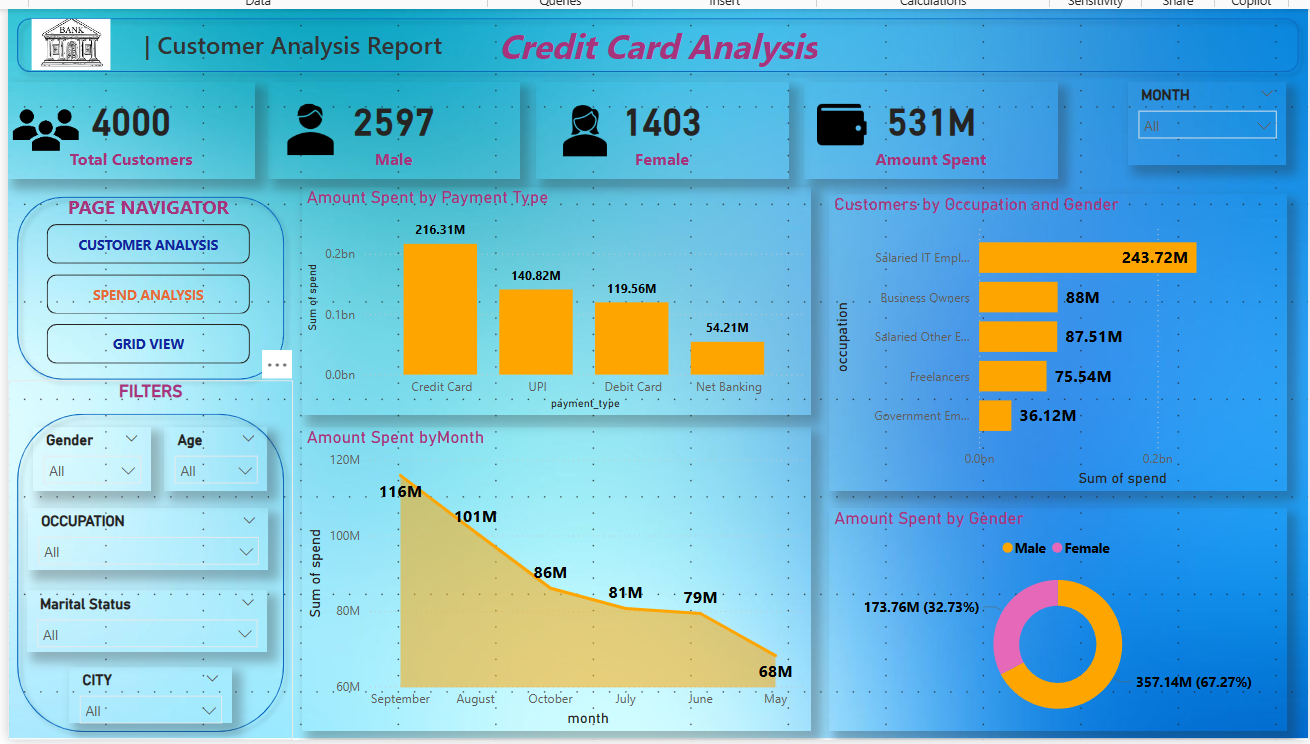 Data Queries Insert Calculations Sensitivity Share Copilot
BANK
| Customer Analysis Report
Credit Card Analysis
4000
Total Customers
2597
Male
1403
Female
531M
Amount Spent
MONTH
All
PAGE NAVIGATOR
CUSTOMER ANALYSIS
SPEND ANALYSIS
GRID VIEW
...
FILTERS
Gender
All
Age
All
OCCUPATION
All
Marital Status
All
CITY
All
Amount Spent by Payment Type
Sum of spend
0.2bn
0.1bn
0.0bn
216.31M
140.82M
119.56M
54.21M
Credit Card UPI Debit Card Net Banking
payment_type
Amount Spent byMonth
Sum of spend
120M
100M
80M
60M
116M
101M
86M
81M
79M
68M
September August October July June May
month
Customers by Occupation and Gender
occupation
Salaried IT Empl... 243.72M
Business Owners 88M
Salaried Other E... 87.51M
Freelancers 75.54M
Government Em... 36.12M
0.0bn 0.2bn
Sum of spend
Amount Spent by Gender
Male Female
173.76M (32.73%)
357.14M (67.27%)